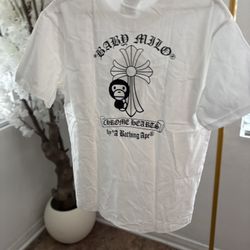 "BABY MILO"
CHROME HEARTS
by "A Bathing Ape®"